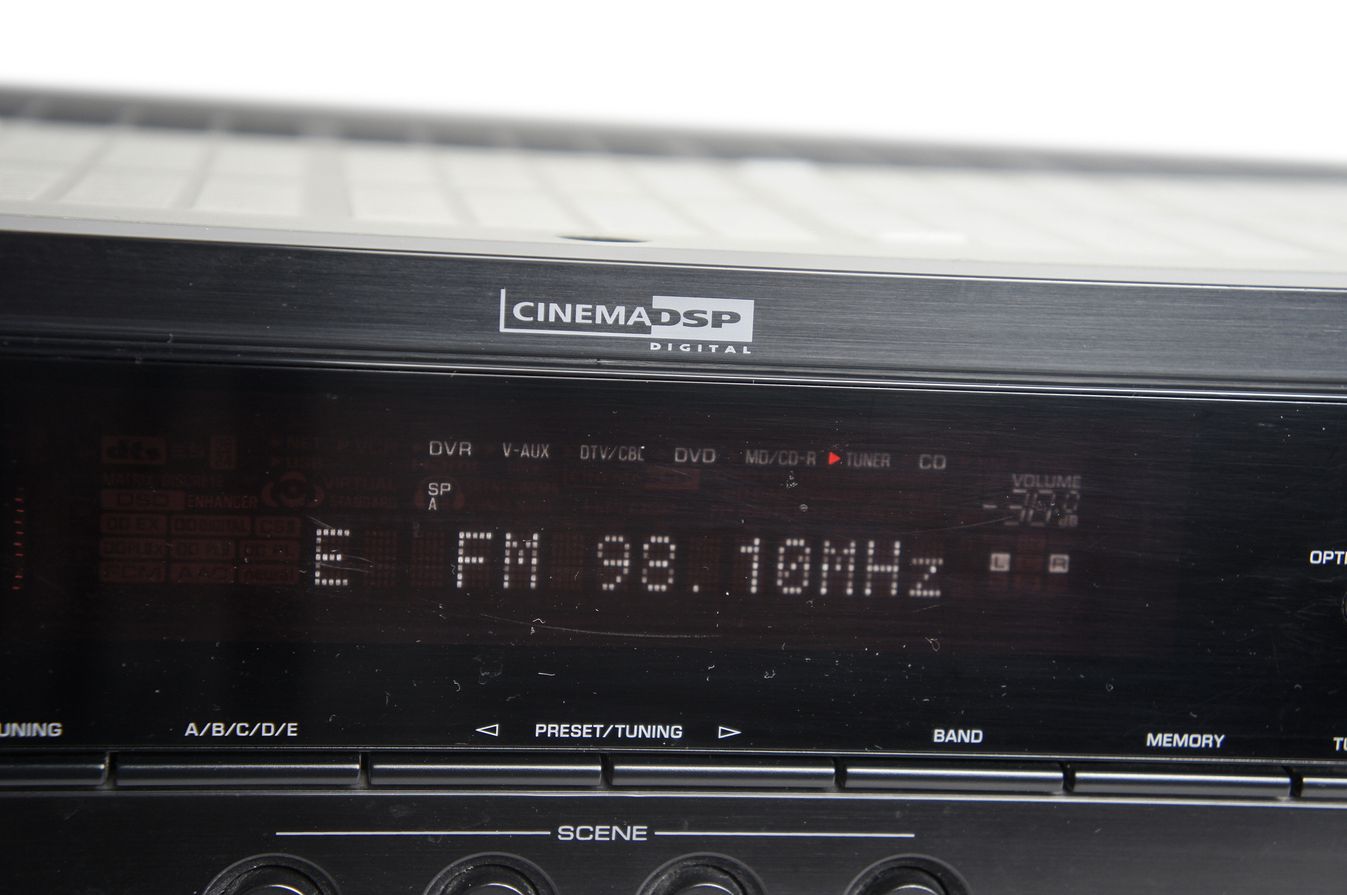 CINEMA DSP
DIGITAL
DVR V-AUX DTV/CBL DVD MD/CD-R TUNER CD
VOLUME
SP
A
ENHANCER
E FM 98.10MHz
L R
UNING A/B/C/D/E PRESET/TUNING BAND MEMORY
SCENE